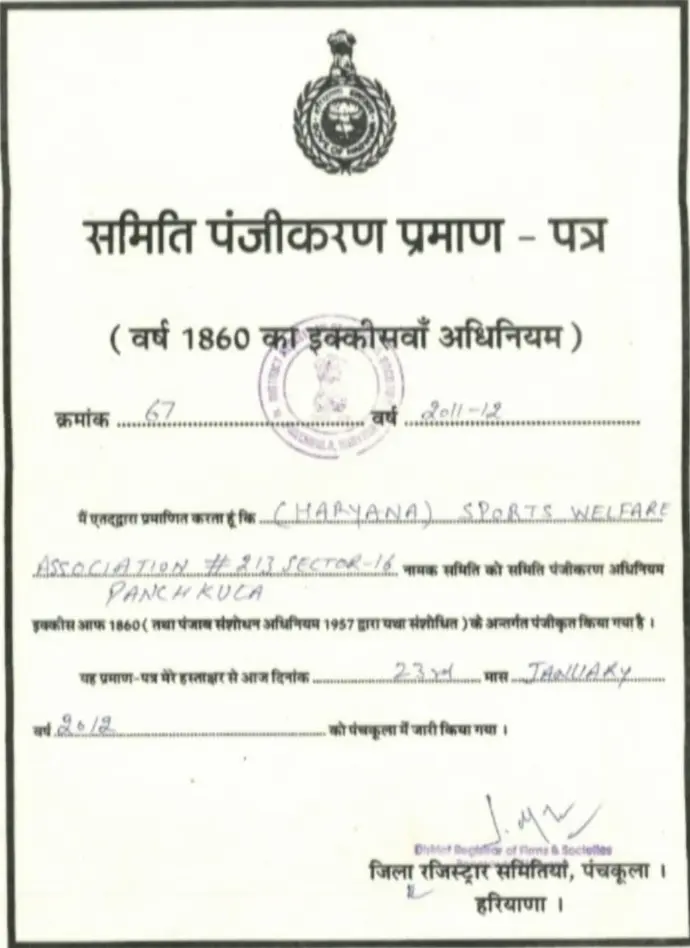 समिति पंजीकरण प्रमाण - पत्र
( वर्ष 1860 का इक्कीसवाँ अधिनियम )
क्रमांक ...67... वर्ष ...2011-12...
मैं एतद्द्वारा प्रमाणित करता हूं कि (HARYANA) SPORTS WELFARE
ASSOCIATION # 213 SECTOR-16 नामक समिति को समिति पंजीकरण अधिनियम
PANCHKULA
इक्कीस आफ 1860 ( तथा पंजाब संशोधन अधिनियम 1957 द्वारा यथा संशोधित ) के अन्तर्गत पंजीकृत किया गया है ।
यह प्रमाण-पत्र मेरे हस्ताक्षर से आज दिनांक ...23rd... मास JANUARY
वर्ष 2012 ... को पंचकूला में जारी किया गया ।
District Registrar of Firms & Societies
जिला रजिस्ट्रार समितियां, पंचकूला ।
हरियाणा ।